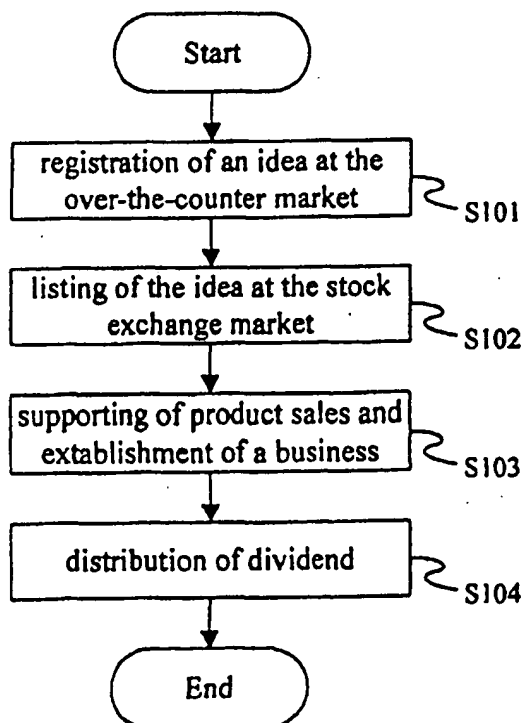 Start
registration of an idea at the
over-the-counter market
S101
listing of the idea at the stock
exchange market
S102
supporting of product sales and
extablishment of a business
S103
distribution of dividend
S104
End